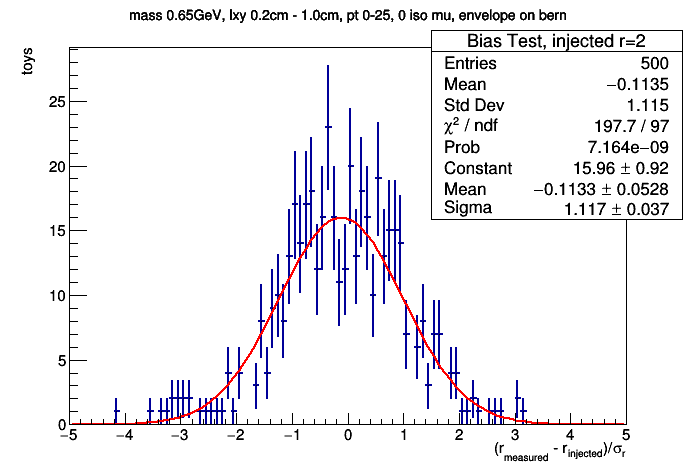 mass 0.65GeV, lxy 0.2cm - 1.0cm, pt 0-25, 0 iso mu, envelope on bern
toys
Bias Test, injected r=2
Entries 500
Mean −0.1135
Std Dev 1.115
χ² / ndf 197.7 / 97
Prob 7.164e−09
Constant 15.96 ± 0.92
Mean −0.1133 ± 0.0528
Sigma 1.117 ± 0.037
25
20
15
10
5
0
−5 −4 −3 −2 −1 0 1 2 3 4 5
(r_measured - r_injected)/σ_r